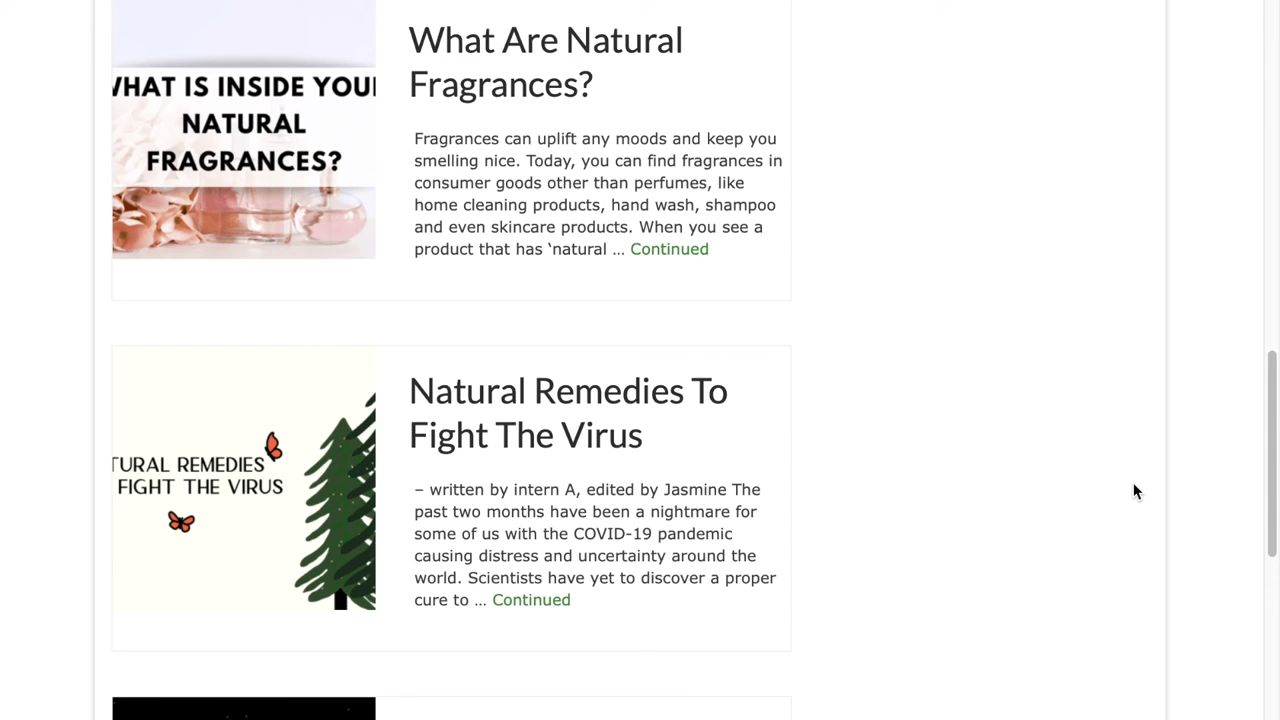 What Are Natural
Fragrances?
WHAT IS INSIDE YOUR
NATURAL
FRAGRANCES?
Fragrances can uplift any moods and keep you
smelling nice. Today, you can find fragrances in
consumer goods other than perfumes, like
home cleaning products, hand wash, shampoo
and even skincare products. When you see a
product that has ‘natural … Continued
Natural Remedies To
Fight The Virus
TURAL REMEDIES
FIGHT THE VIRUS
– written by intern A, edited by Jasmine The
past two months have been a nightmare for
some of us with the COVID-19 pandemic
causing distress and uncertainty around the
world. Scientists have yet to discover a proper
cure to … Continued